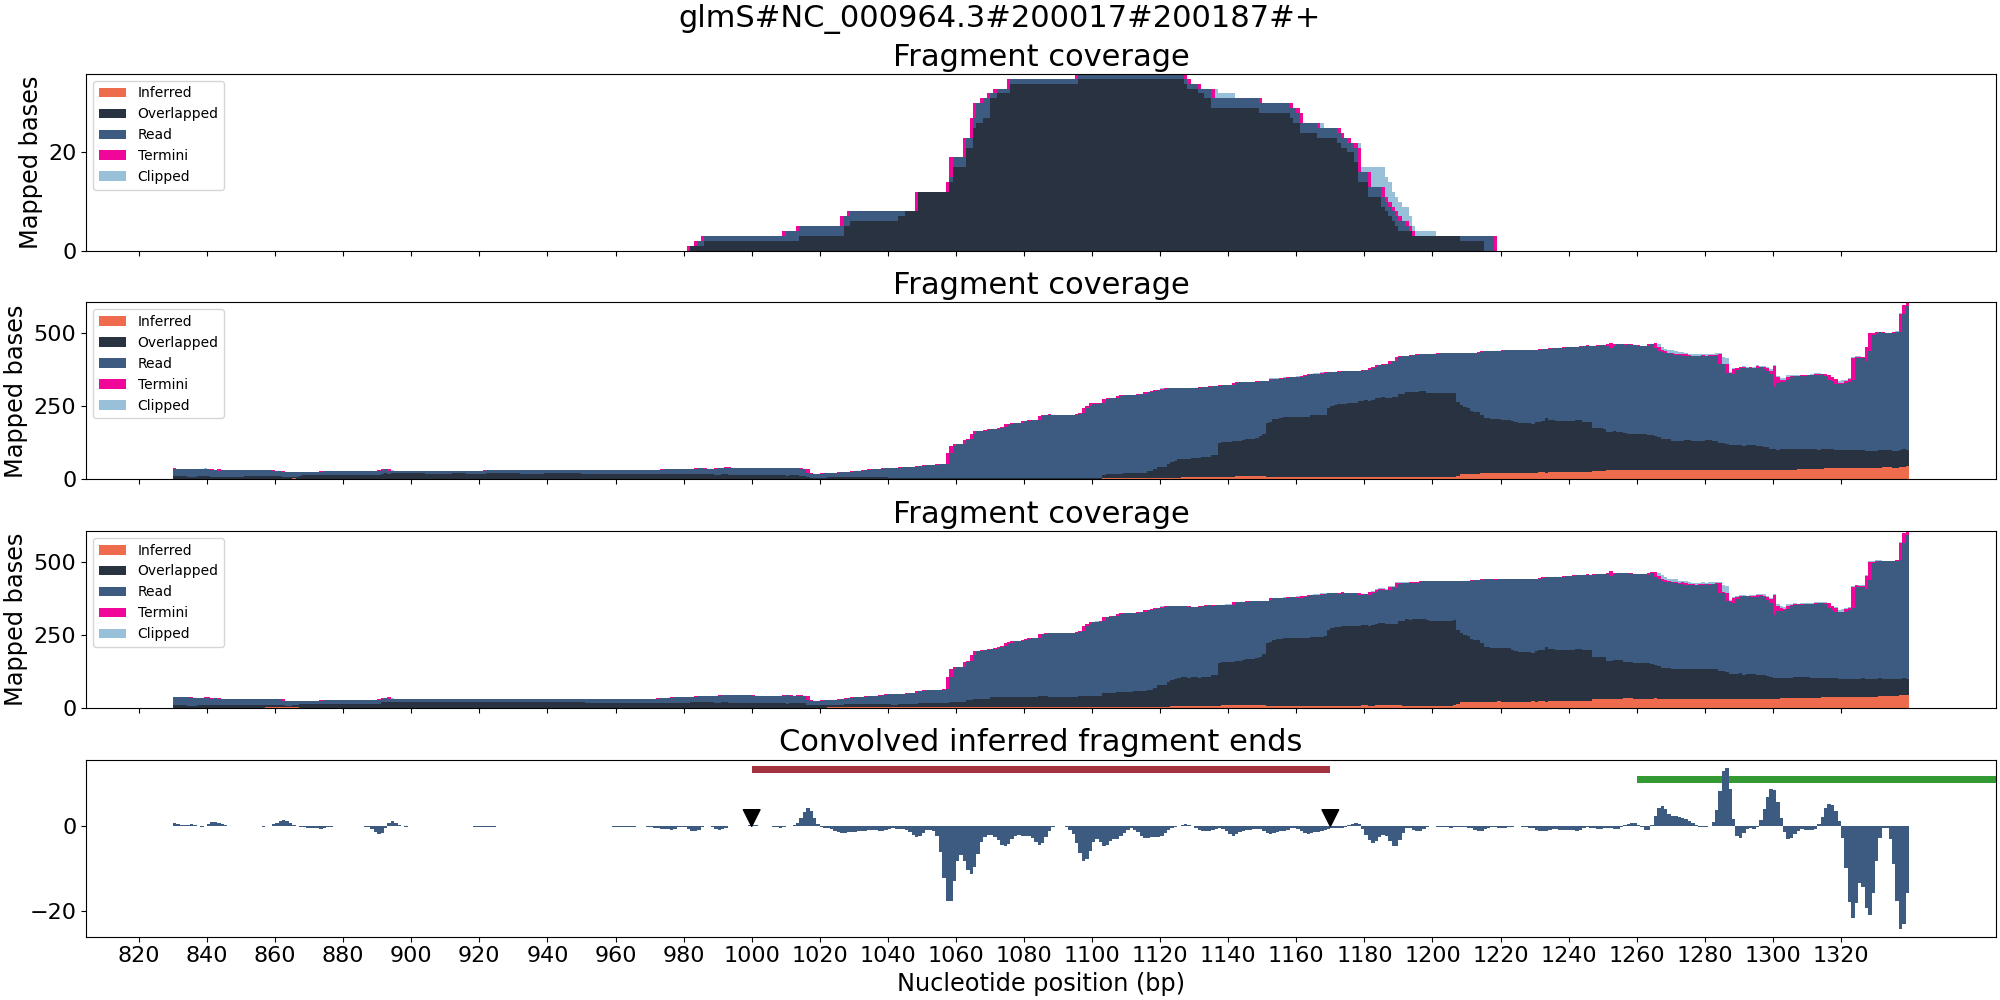 glmS#NC_000964.3#200017#200187#+
Fragment coverage
Mapped bases
20
0
Inferred
Overlapped
Read
Termini
Clipped
Fragment coverage
Mapped bases
500
250
0
Inferred
Overlapped
Read
Termini
Clipped
Fragment coverage
Mapped bases
500
250
0
Inferred
Overlapped
Read
Termini
Clipped
Convolved inferred fragment ends
0
−20
820 840 860 880 900 920 940 960 980 1000 1020 1040 1060 1080 1100 1120 1140 1160 1180 1200 1220 1240 1260 1280 1300 1320
Nucleotide position (bp)